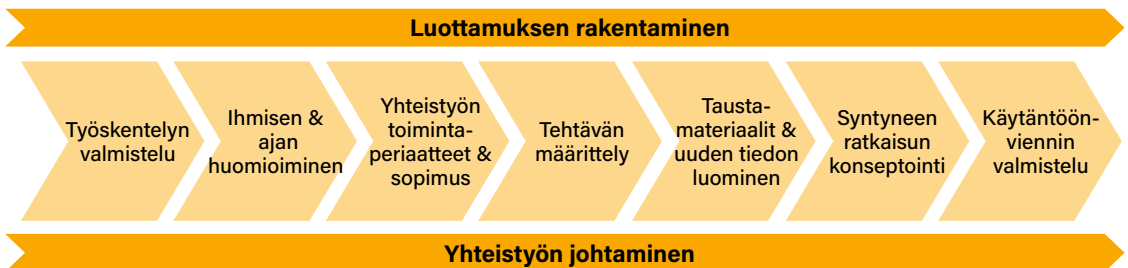 Luottamuksen rakentaminen
Työskentelyn
valmistelu
Ihmisen &
ajan
huomioiminen
Yhteistyön
toiminta-
periaatteet &
sopimus
Tehtävän
määrittely
Tausta-
materiaalit &
uuden tiedon
luominen
Syntyneen
ratkaisun
konseptointi
Käytäntöön-
viennin
valmistelu
Yhteistyön johtaminen